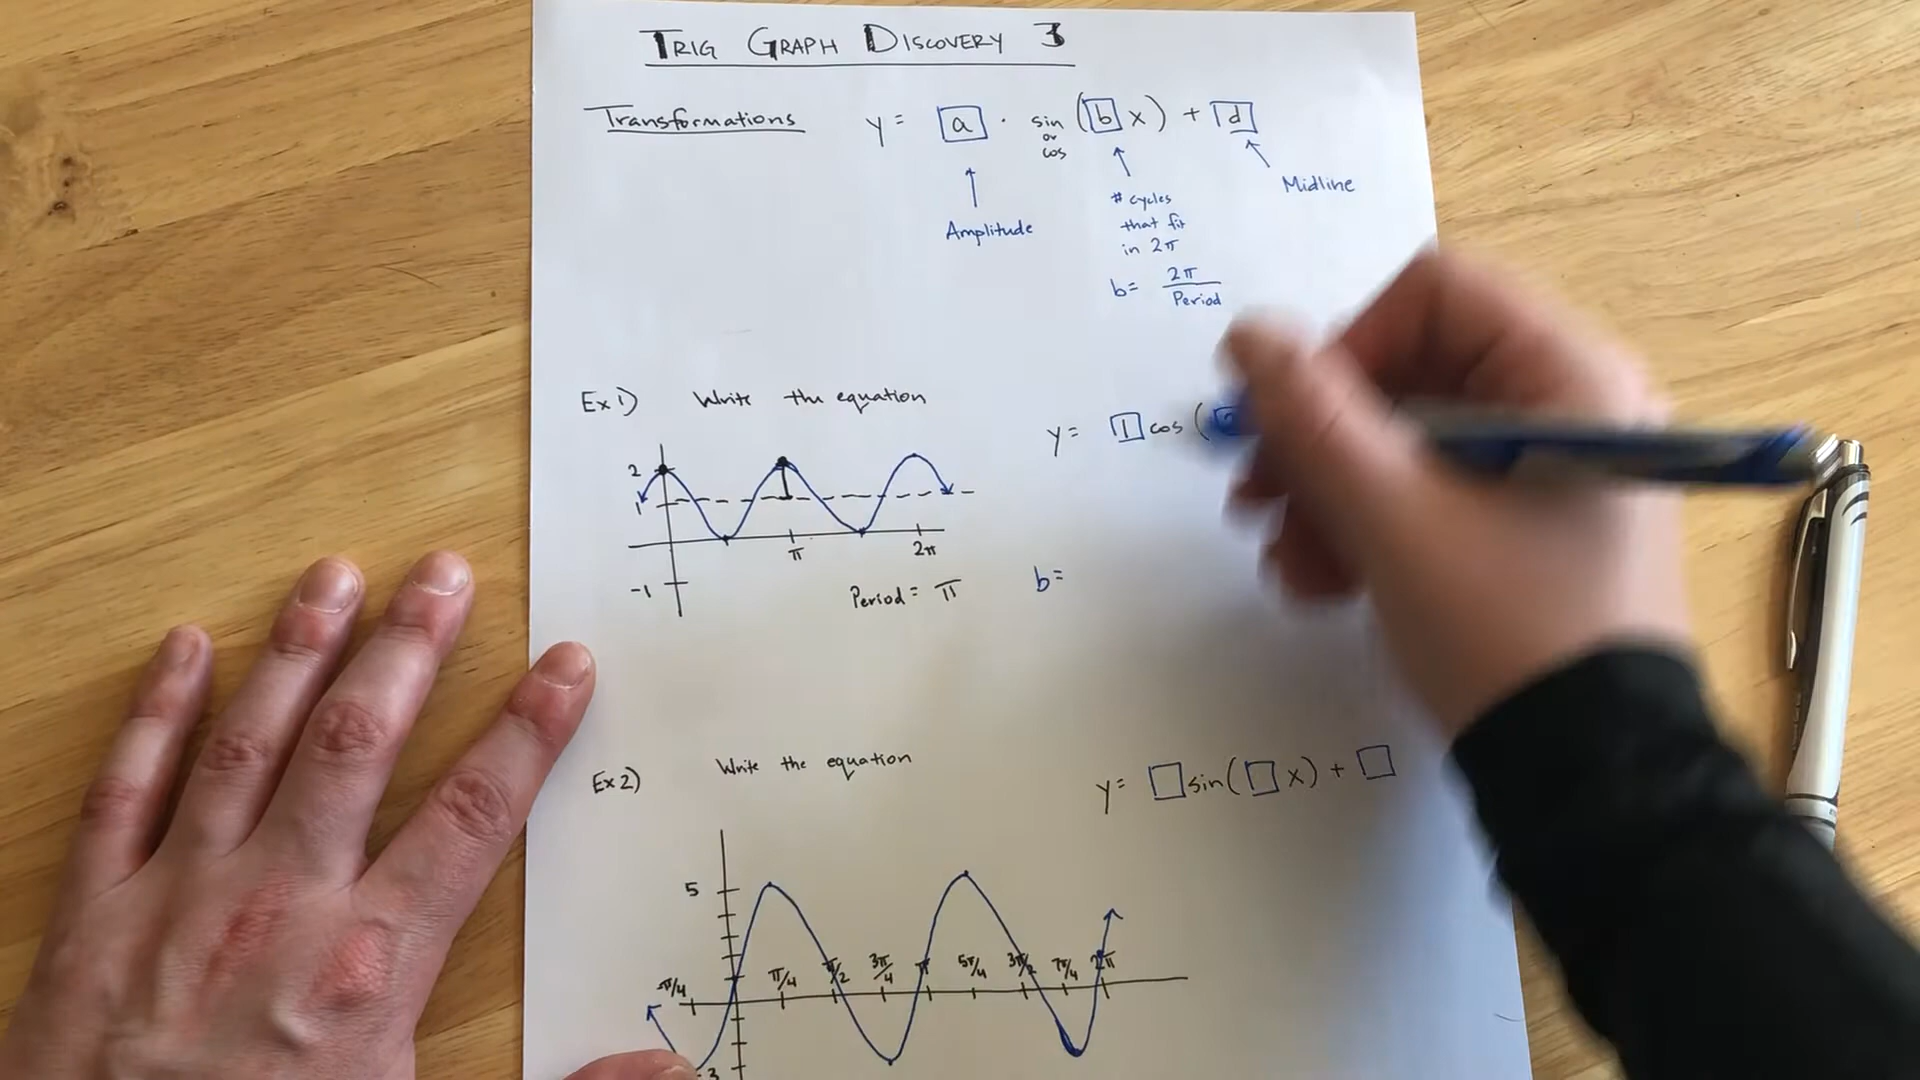 TRIG GRAPH DISCOVERY 3
Transformations
y = a · sin (b x) + d
or
cos
Amplitude
# cycles
that fit
in 2π
b = 2π / Period
Midline
Ex 1) Write the equation
y = 1 cos (
2
1
-1
π
2π
Period = π
b =
Ex 2) Write the equation
y = □ sin(□ x) + □
5
-π/4 π/4 π/2 3π/4 π 5π/4 3π/2 7π/4 2π
-3